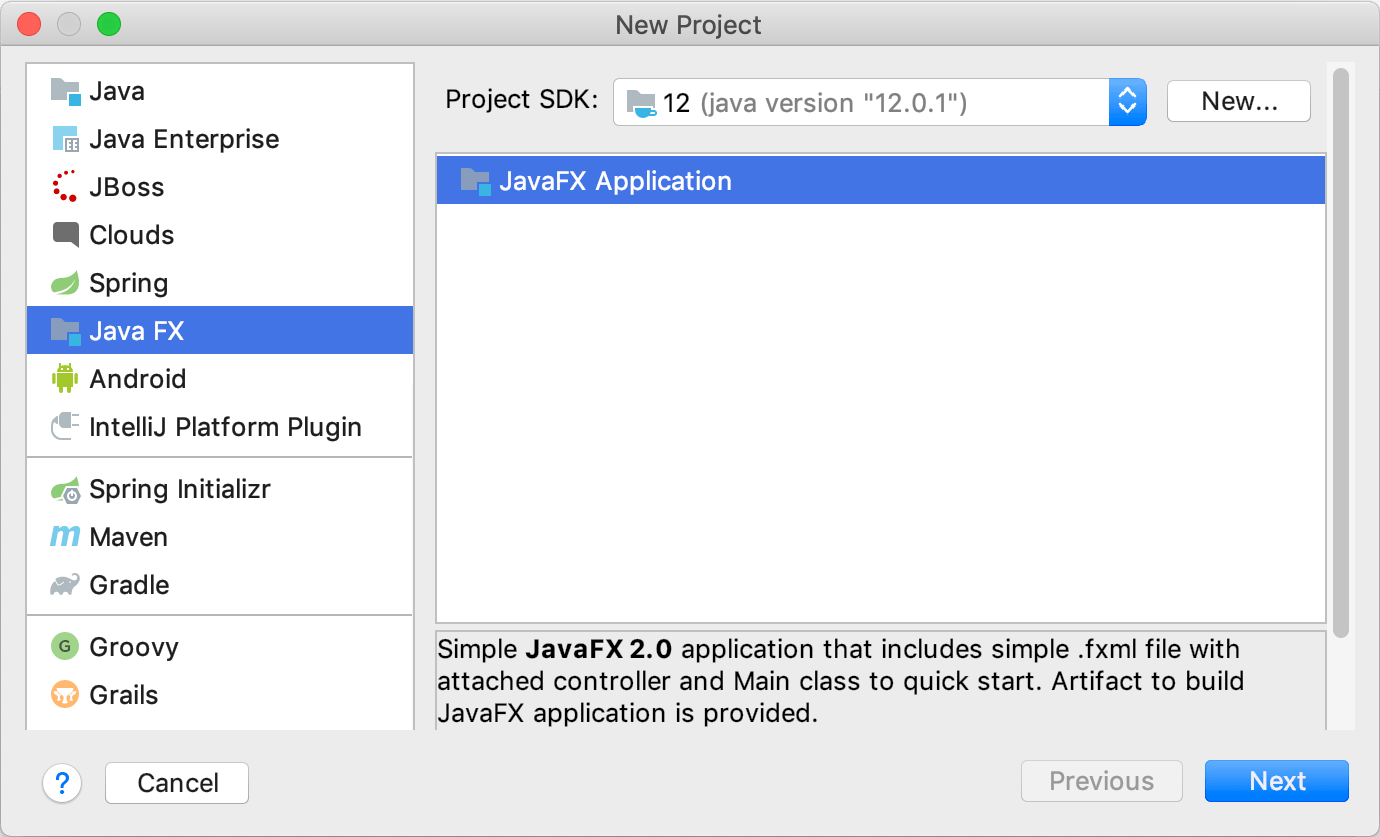 New Project
Java
Java Enterprise
JBoss
Clouds
Spring
Java FX
Android
IntelliJ Platform Plugin
Spring Initializr
m Maven
Gradle
G Groovy
Grails
Project SDK: 12 (java version "12.0.1") New...
JavaFX Application
Simple JavaFX 2.0 application that includes simple .fxml file with
attached controller and Main class to quick start. Artifact to build
JavaFX application is provided.
? Cancel Previous Next